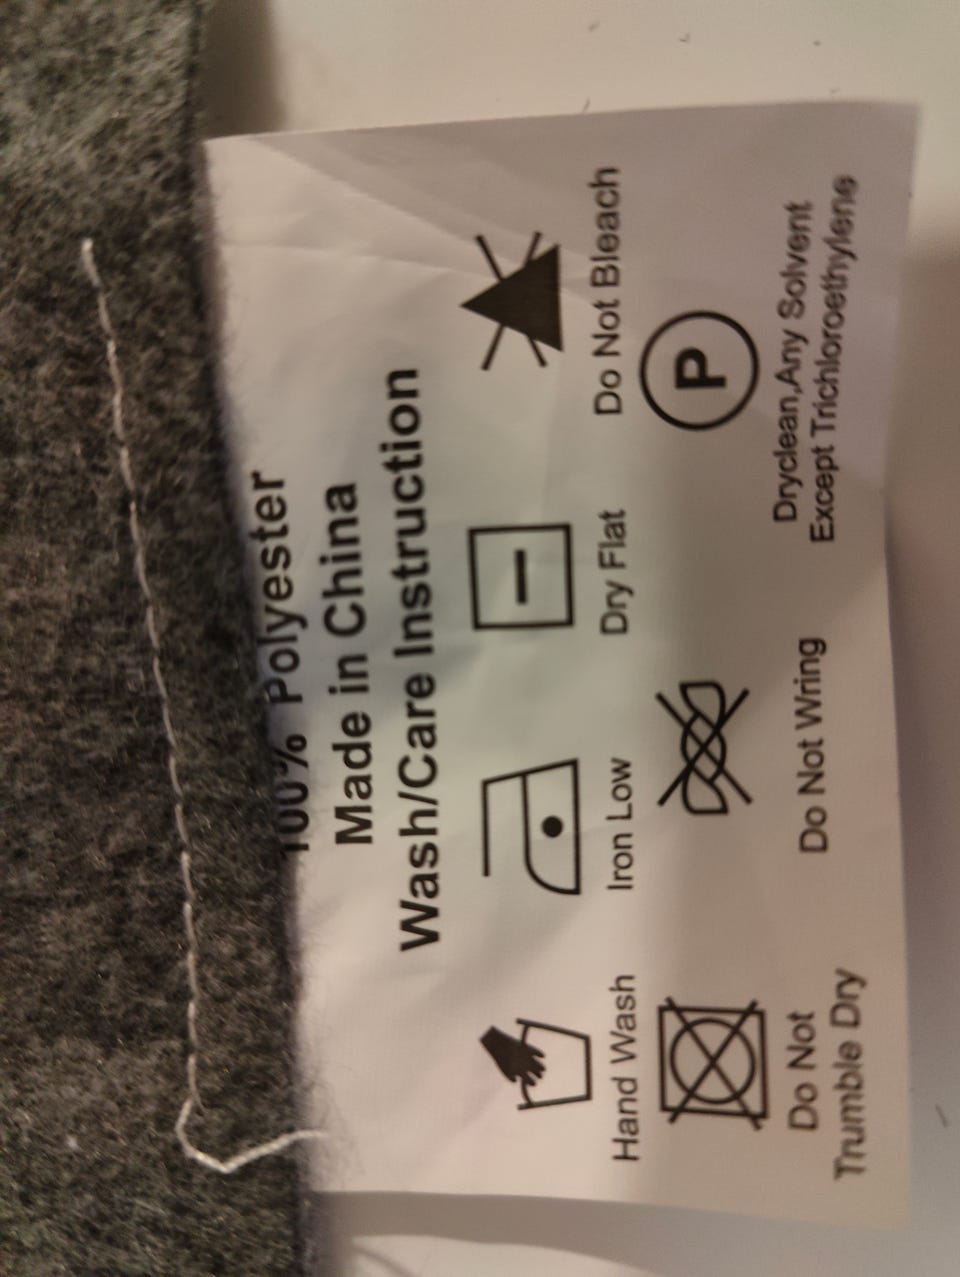 100% Polyester
Made in China
Wash/Care Instruction
Hand Wash
Iron Low
Dry Flat
Do Not Bleach
P
Do Not
Trumble Dry
Do Not Wring
Dryclean,Any Solvent
Except Trichloroethylene